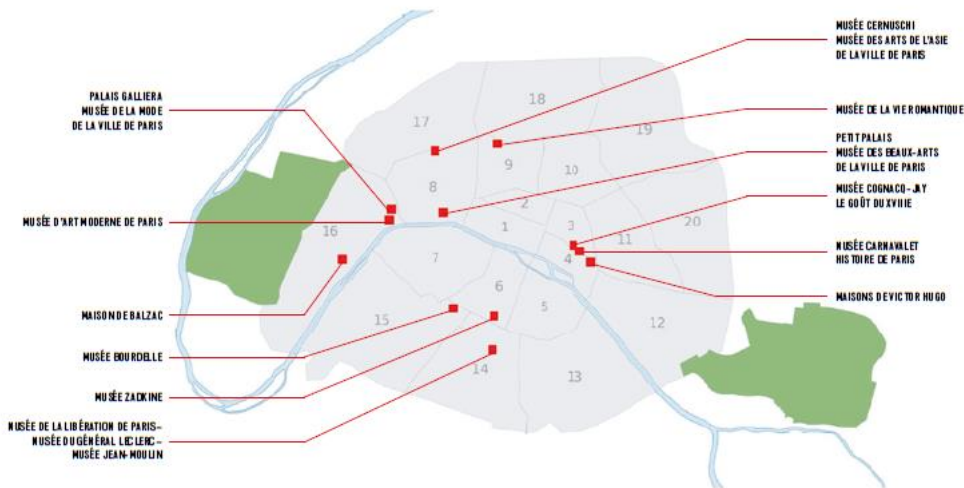 MUSÉE CERNUSCHI
MUSÉE DES ARTS DE L'ASIE
DE LA VILLE DE PARIS
PALAIS GALLIERA
MUSÉE DE LA MODE
DE LA VILLE DE PARIS
MUSÉE DE LA VIE ROMANTIQUE
PETIT PALAIS
MUSÉE DES BEAUX-ARTS
DE LA VILLE DE PARIS
MUSÉE COGNACQ-JAY
LE GOÛT DU XVIIIE
MUSÉE D'ART MODERNE DE PARIS
MUSÉE CARNAVALET
HISTOIRE DE PARIS
MAISONS DE VICTOR HUGO
MAISON DE BALZAC
MUSÉE BOURDELLE
MUSÉE ZADKINE
MUSÉE DE LA LIBÉRATION DE PARIS–
MUSÉE DU GÉNÉRAL LECLERC–
MUSÉE JEAN-MOULIN
18
17
19
9
10
8
2
20
3
1
11
16
4
7
6
5
15
12
14
13